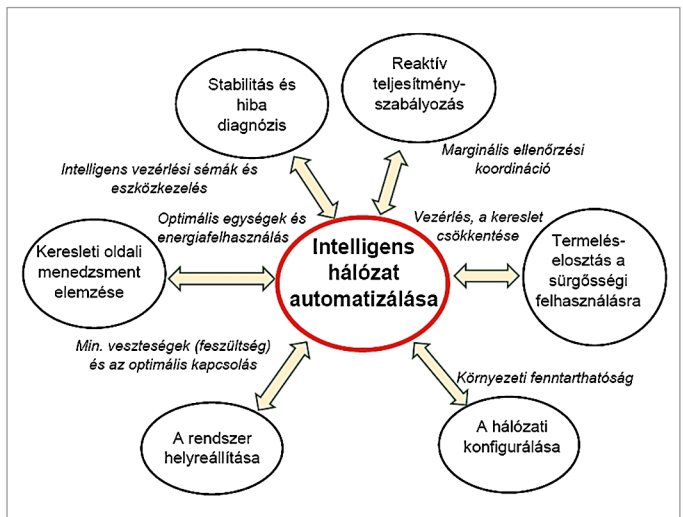 Stabilitás és
hiba
diagnózis
Reaktív
teljesítmény-
szabályozás
Intelligens vezérlési sémák és
eszközkezelés
Marginális ellenőrzési
koordináció
Optimális egységek és
energiafelhasználás
Vezérlés, a kereslet
csökkentése
Keresleti oldali
menedzsment
elemzése
Intelligens
hálózat
automatizálása
Termelés-
elosztás a
sürgősségi
felhasználásra
Min. veszteségek (feszültség)
és az optimális kapcsolás
Környezeti fenntarthatóság
A rendszer
helyreállítása
A hálózati
konfigurálása